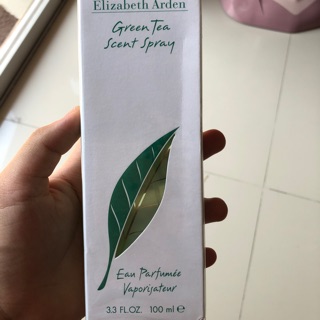 Elizabeth Arden
Green Tea
Scent Spray
Eau Parfumée
Vaporisateur
3.3 FL.OZ. 100 ml ℮